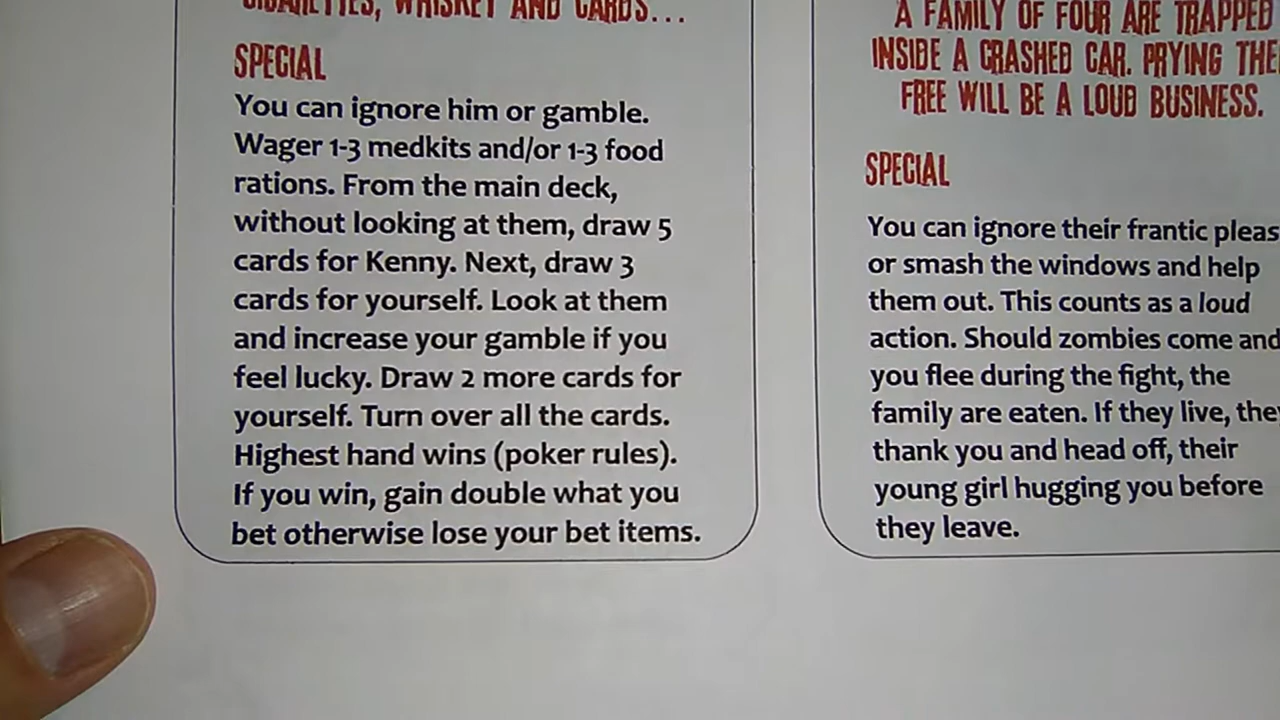 CIGARETTES, WHISKEY AND CARDS...
SPECIAL
You can ignore him or gamble.
Wager 1-3 medkits and/or 1-3 food
rations. From the main deck,
without looking at them, draw 5
cards for Kenny. Next, draw 3
cards for yourself. Look at them
and increase your gamble if you
feel lucky. Draw 2 more cards for
yourself. Turn over all the cards.
Highest hand wins (poker rules).
If you win, gain double what you
bet otherwise lose your bet items.
A FAMILY OF FOUR ARE TRAPPED
INSIDE A CRASHED CAR. PRYING THE
FREE WILL BE A LOUD BUSINESS.
SPECIAL
You can ignore their frantic pleas
or smash the windows and help
them out. This counts as a loud
action. Should zombies come and
you flee during the fight, the
family are eaten. If they live, they
thank you and head off, their
young girl hugging you before
they leave.